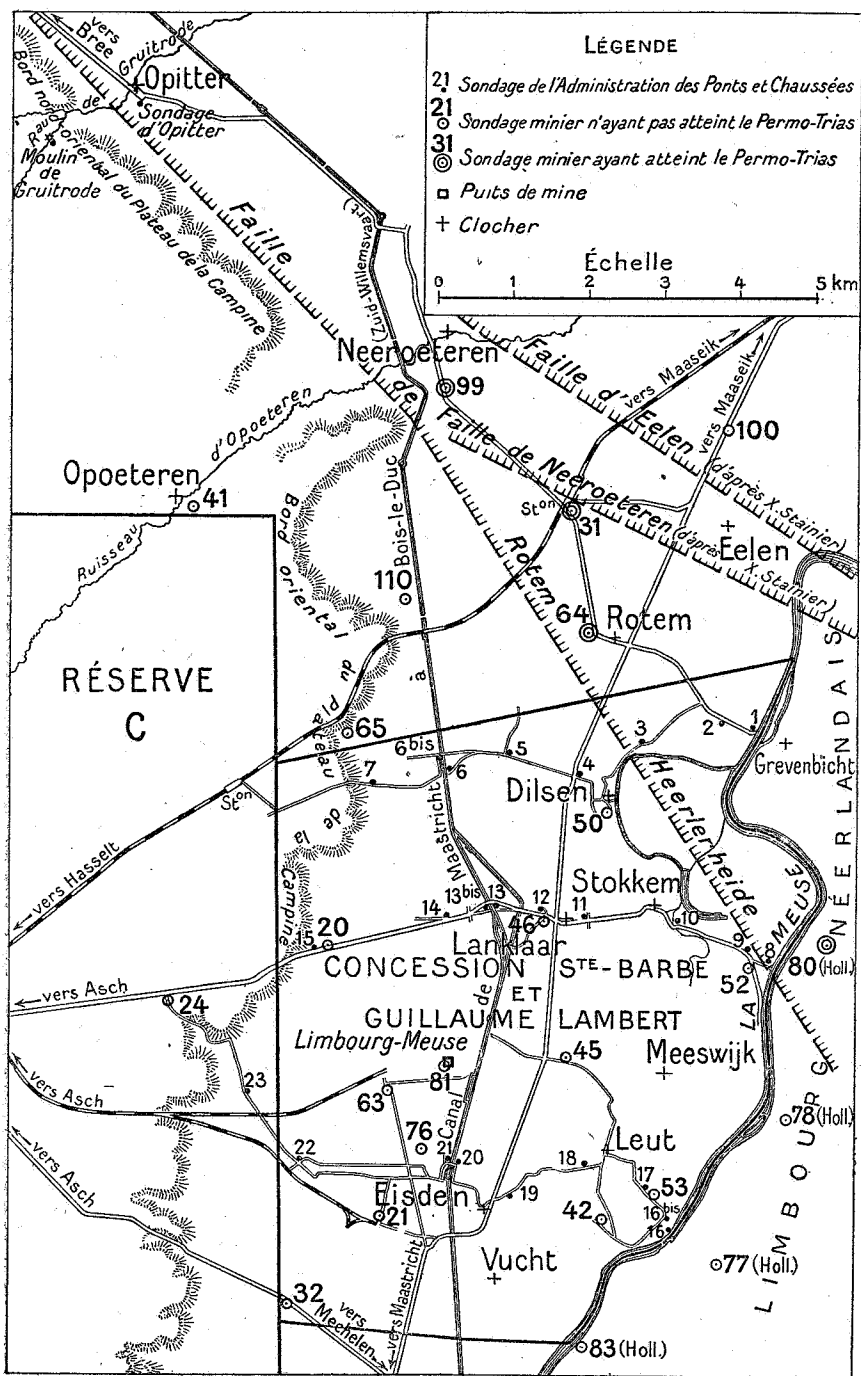 LÉGENDE
21 Sondage de l'Administration des Ponts et Chaussées
21 Sondage minier n'ayant pas atteint le Permo-Trias
31 Sondage minier ayant atteint le Permo-Trias
Puits de mine
Clocher
Échelle
0 1 2 3 4 5 km
vers
Bree
Gruitrode
Opitter
Sondage
d'Opitter
Rau de
Moulin
de
Gruitrode
Bord nord oriental du Plateau de la Campine
Faille de Rotem
Heerlerheide
(Zuid-Willemsvaart)
Neeroeteren
99
Faille d'Eelen (d'après X. Stainier)
Faille de Neeroeteren (d'après X. Stainier)
vers Maaseik
vers Maaseik
100
Opoeteren
41
Ruisseau d'Opoeteren
Ston
31
Eelen
110
64
Rotem
Bord oriental du Plateau de la Campine
RÉSERVE
C
65
Canal de Maastricht à Bois-le-Duc
6bis
5
6
7
4
3
2
1
Grevenbicht
Dilsen
50
Ston
vers Hasselt
Stokkem
14
13bis
13
12
11
10
46
Lanklaar
9
8
52
80 (Holl.)
15
20
CONCESSION STE-BARBE
ET
GUILLAUME LAMBERT
LA MEUSE
LIMBOURG NÉERLANDAIS
vers Asch
24
Limbourg-Meuse
81
45
Meeswijk
vers Asch
23
63
78 (Holl.)
76
22
21
20
18
Leut
17
53
16bis
16
vers Asch
Eisden
21
19
42
Vucht
77 (Holl.)
32
vers
Mechelen
vers Maastricht
83 (Holl.)